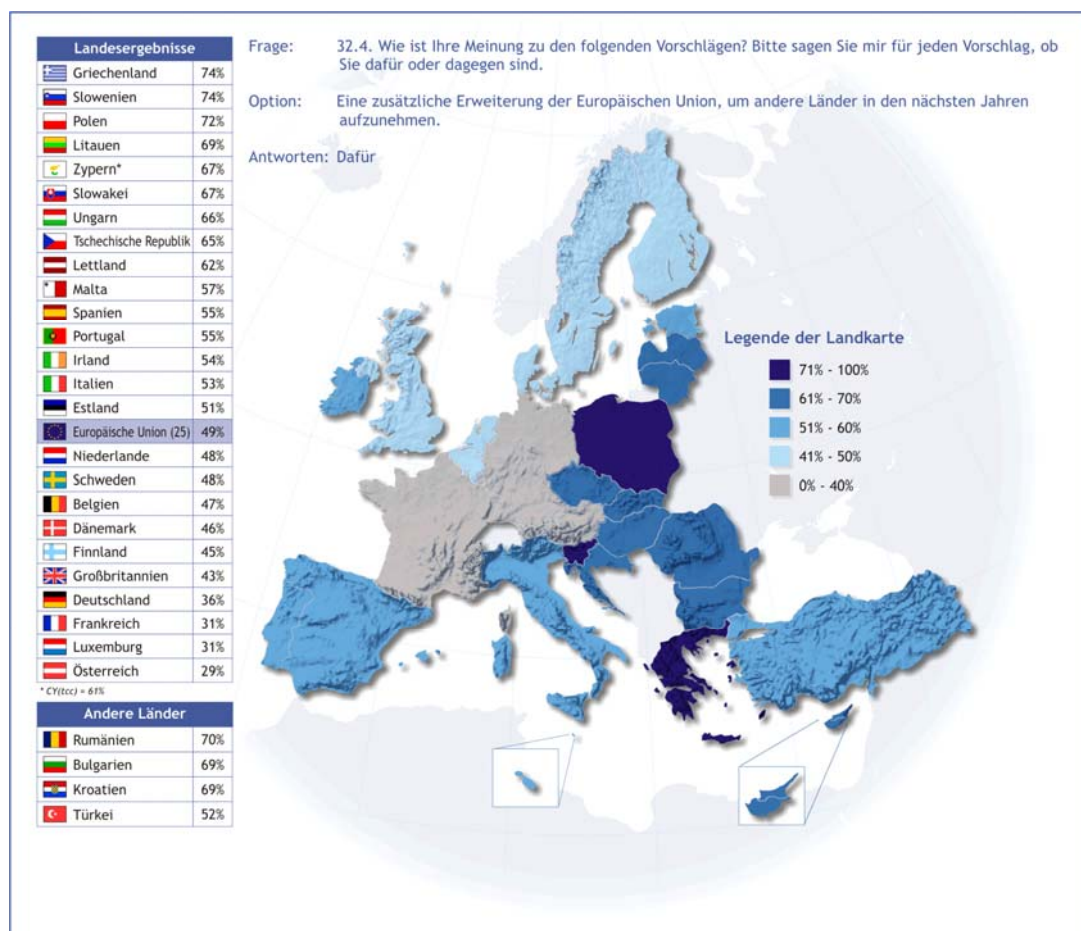 Landesergebnisse
Griechenland 74%
Slowenien 74%
Polen 72%
Litauen 69%
Zypern* 67%
Slowakei 67%
Ungarn 66%
Tschechische Republik 65%
Lettland 62%
Malta 57%
Spanien 55%
Portugal 55%
Irland 54%
Italien 53%
Estland 51%
Europäische Union (25) 49%
Niederlande 48%
Schweden 48%
Belgien 47%
Dänemark 46%
Finnland 45%
Großbritannien 43%
Deutschland 36%
Frankreich 31%
Luxemburg 31%
Österreich 29%
* CY(tcc) = 61%
Andere Länder
Rumänien 70%
Bulgarien 69%
Kroatien 69%
Türkei 52%
Frage: 32.4. Wie ist Ihre Meinung zu den folgenden Vorschlägen? Bitte sagen Sie mir für jeden Vorschlag, ob
Sie dafür oder dagegen sind.
Option: Eine zusätzliche Erweiterung der Europäischen Union, um andere Länder in den nächsten Jahren
aufzunehmen.
Antworten: Dafür
Legende der Landkarte
71% - 100%
61% - 70%
51% - 60%
41% - 50%
0% - 40%